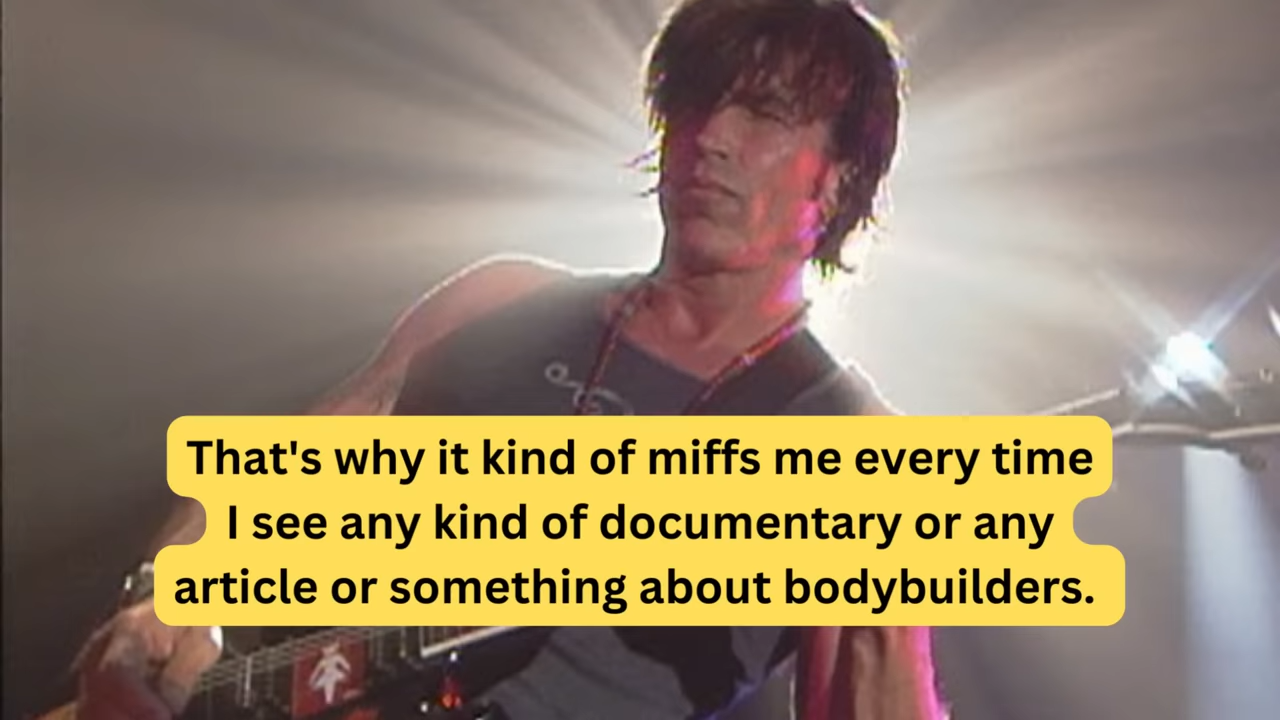 That's why it kind of miffs me every time
I see any kind of documentary or any
article or something about bodybuilders.